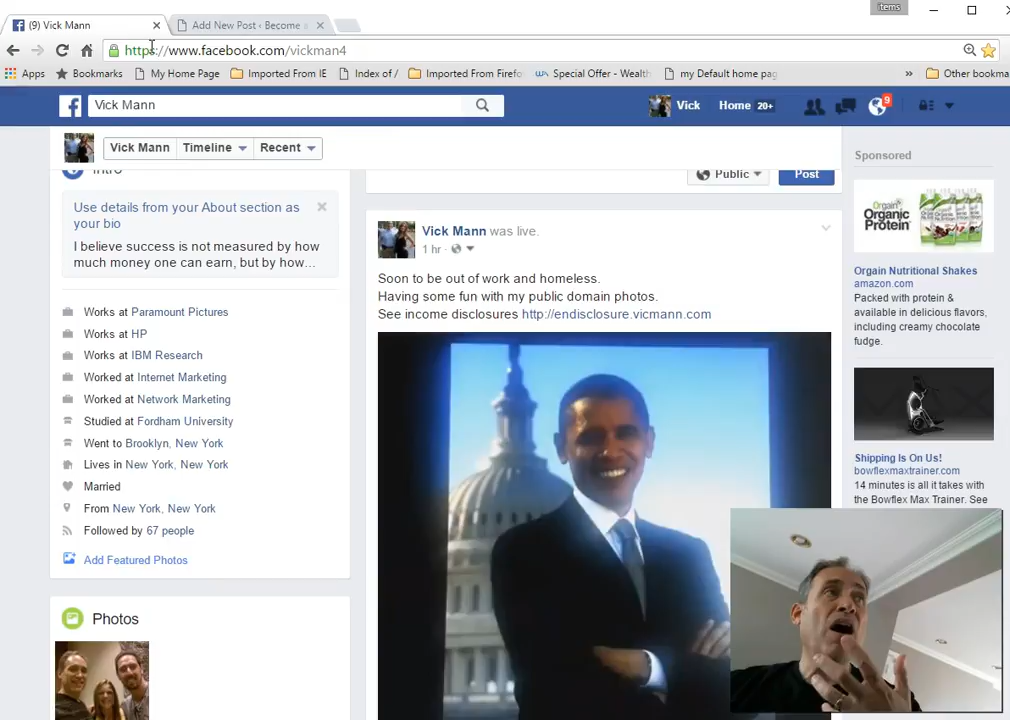 items
(9) Vick Mann
Add New Post ‹ Become
https://www.facebook.com/vickman4
Apps Bookmarks My Home Page Imported From IE Index of / Imported From Firefo Special Offer - Wealth my Default home pag » Other bookma
Vick Mann
Vick Home 20+ 9
Vick Mann Timeline Recent
Intro
Use details from your About section as
your bio
I believe success is not measured by how
much money one can earn, but by how...
Works at Paramount Pictures
Works at HP
Works at IBM Research
Worked at Internet Marketing
Worked at Network Marketing
Studied at Fordham University
Went to Brooklyn, New York
Lives in New York, New York
Married
From New York, New York
Followed by 67 people
Add Featured Photos
Photos
Public Post
Vick Mann was live.
1 hr ·
Soon to be out of work and homeless.
Having some fun with my public domain photos.
See income disclosures http://endisclosure.vicmann.com
Sponsored
Orgain
Organic
Protein
Orgain Nutritional Shakes
amazon.com
Packed with protein &
available in delicious flavors,
including creamy chocolate
fudge.
Shipping Is On Us!
bowflexmaxtrainer.com
14 minutes is all it takes with
the Bowflex Max Trainer. See